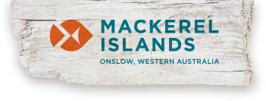 MACKEREL
ISLANDS
ONSLOW, WESTERN AUSTRALIA